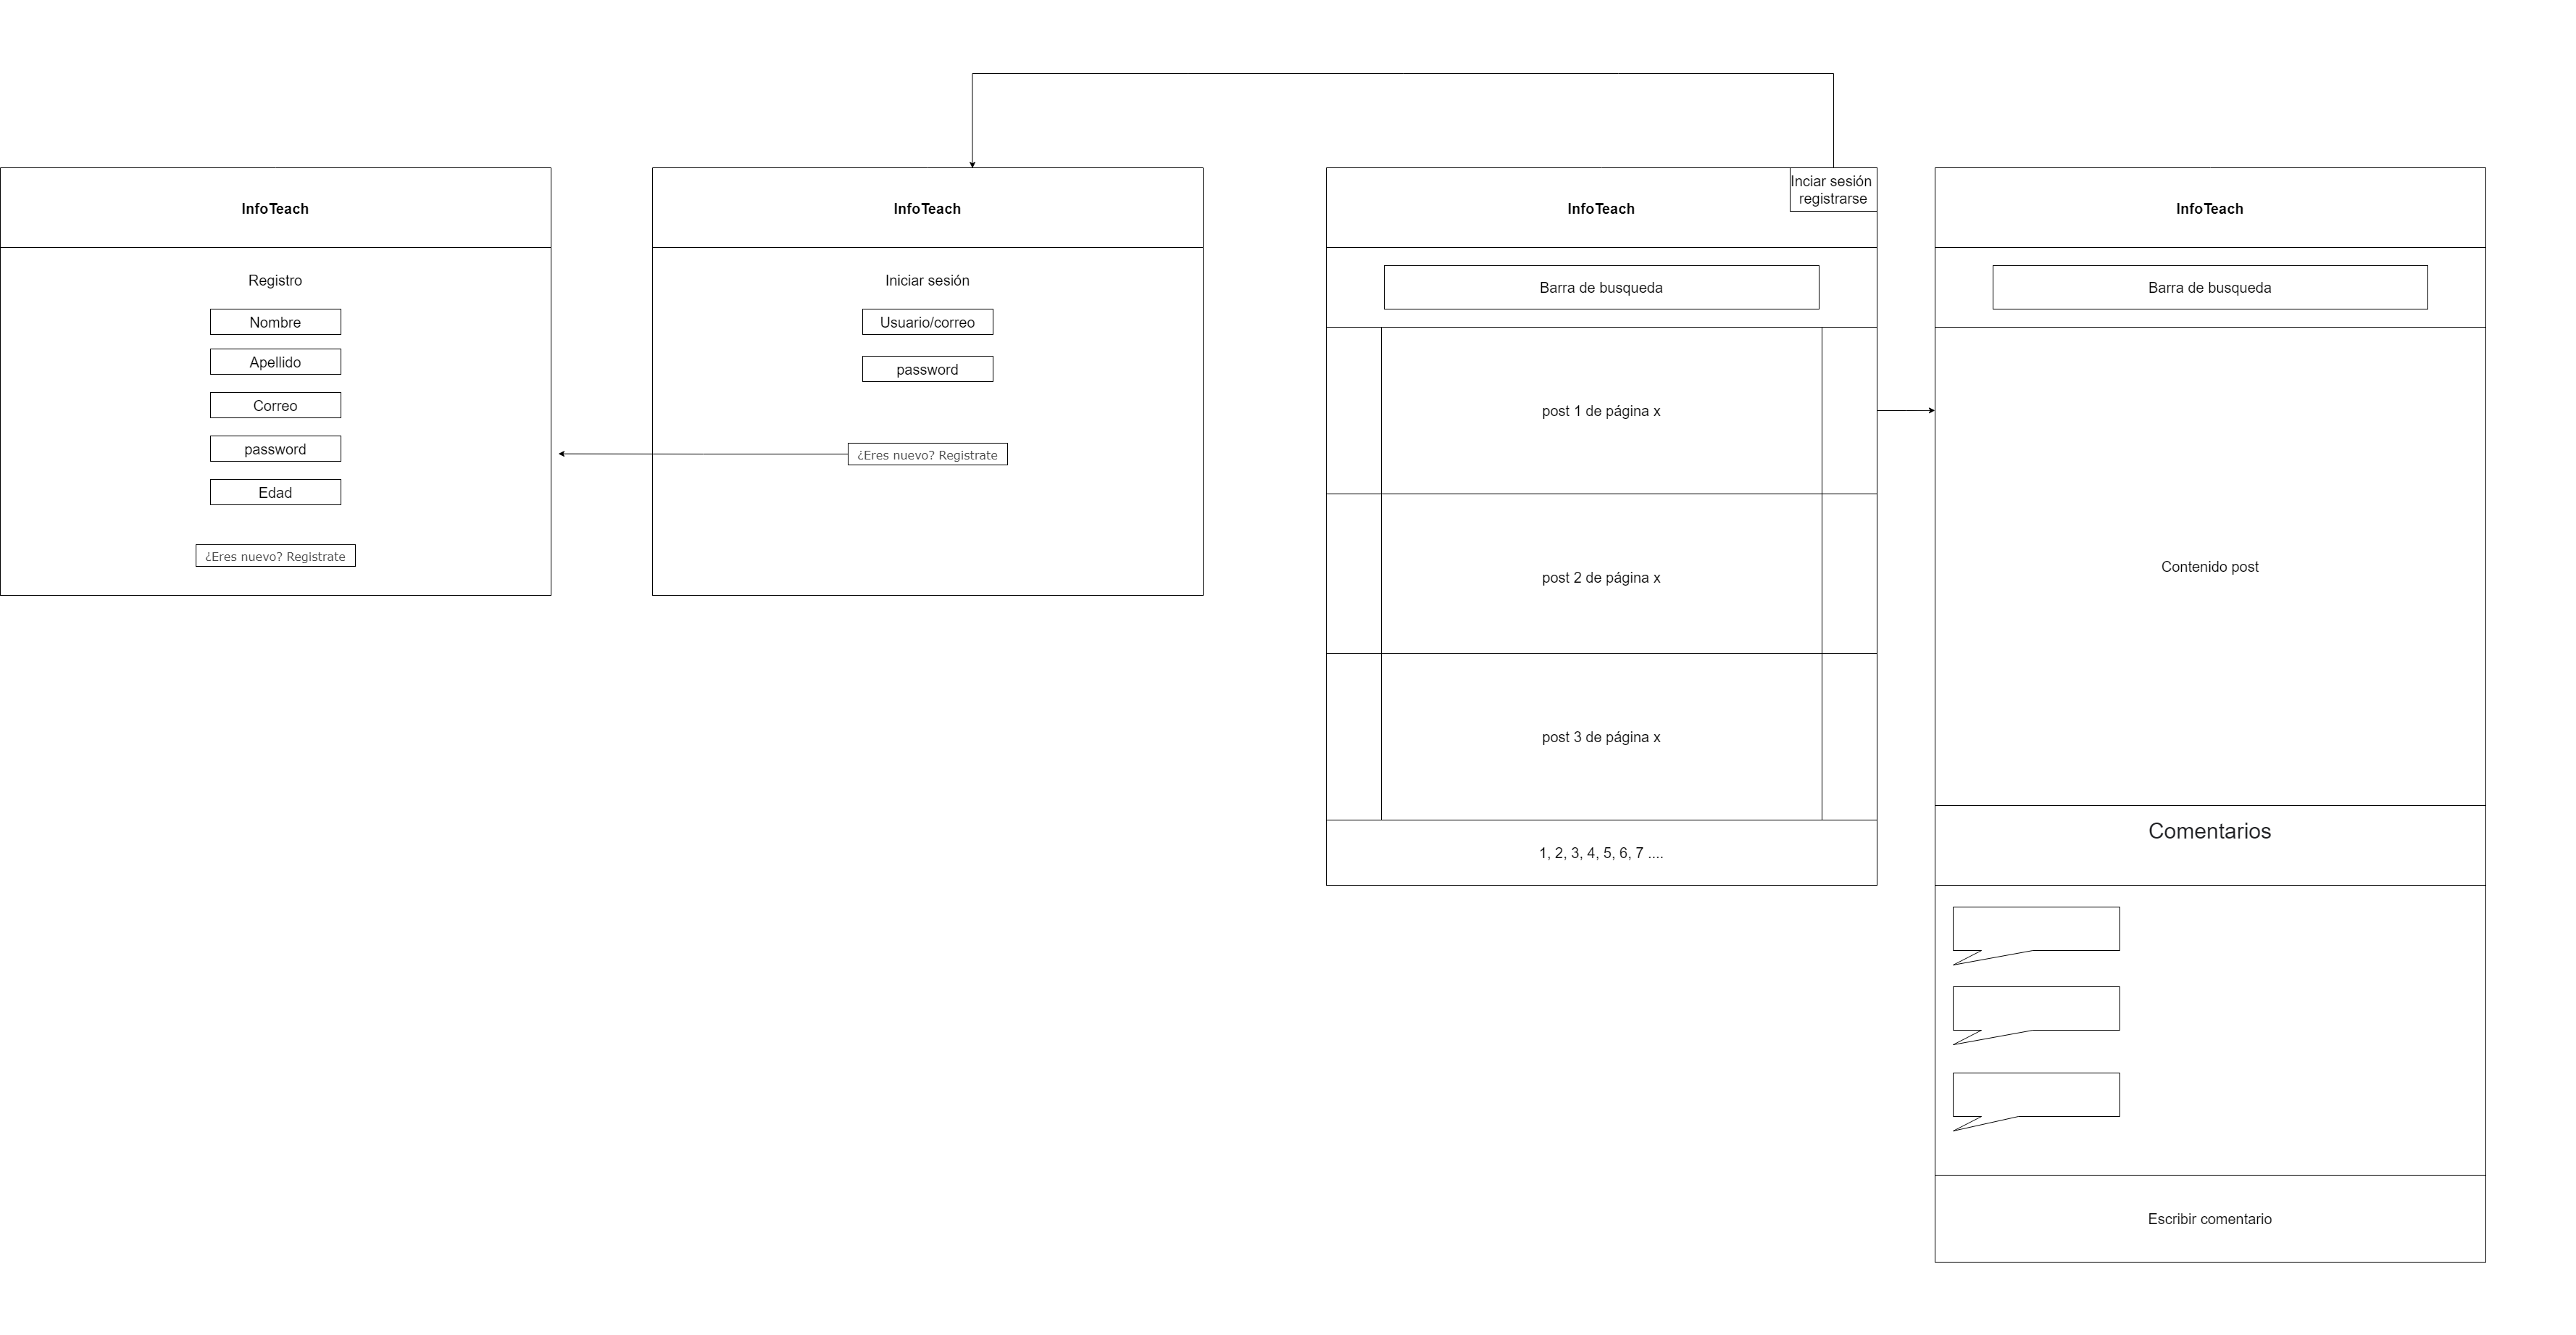 InfoTeach
Registro
Nombre
Apellido
Correo
password
Edad
¿Eres nuevo? Registrate
InfoTeach
Iniciar sesión
Usuario/correo
password
¿Eres nuevo? Registrate
InfoTeach
Inciar sesión
registrarse
Barra de busqueda
post 1 de página x
post 2 de página x
post 3 de página x
1, 2, 3, 4, 5, 6, 7 ....
InfoTeach
Barra de busqueda
Contenido post
Comentarios
Escribir comentario